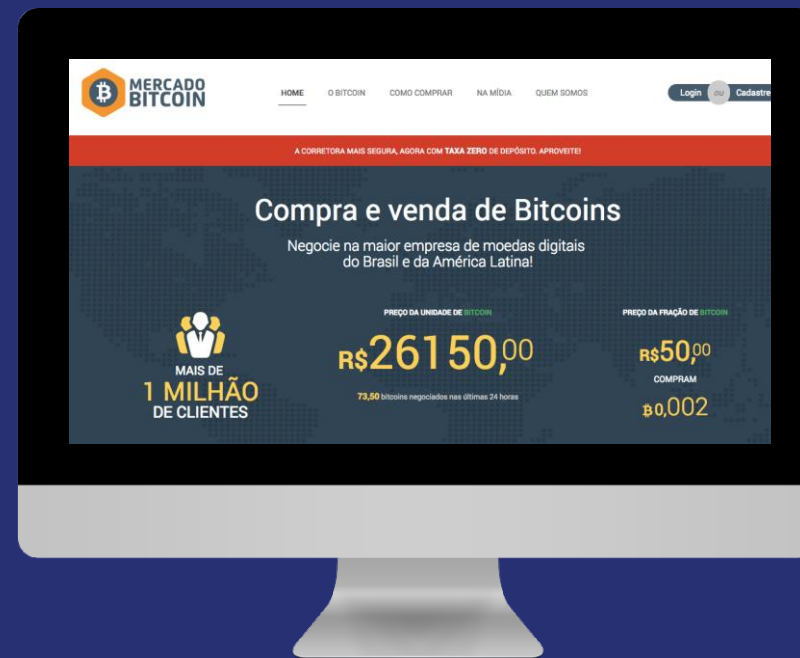 MERCADO
BITCOIN
HOME O BITCOIN COMO COMPRAR NA MÍDIA QUEM SOMOS
Login ou Cadastre
A CORRETORA MAIS SEGURA, AGORA COM TAXA ZERO DE DEPÓSITO. APROVEITE!
Compra e venda de Bitcoins
Negocie na maior empresa de moedas digitais
do Brasil e da América Latina!
MAIS DE
1 MILHÃO
DE CLIENTES
PREÇO DA UNIDADE DE BITCOIN
R$26150,00
73,50 bitcoins negociados nas últimas 24 horas
PREÇO DA FRAÇÃO DE BITCOIN
R$50,00
COMPRAM
₿0,002